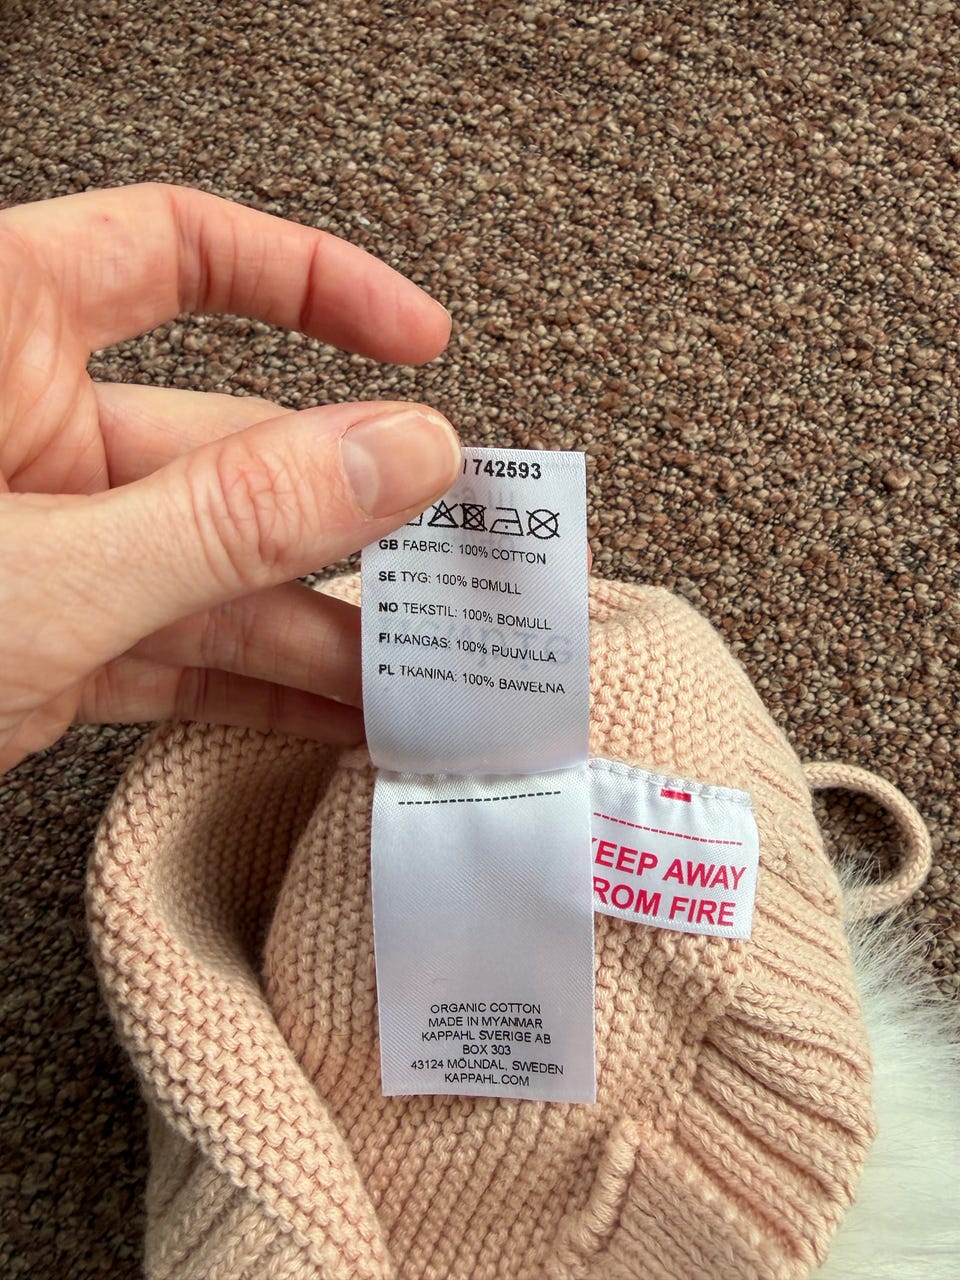 742593
GB FABRIC: 100% COTTON
SE TYG: 100% BOMULL
NO TEKSTIL: 100% BOMULL
FI KANGAS: 100% PUUVILLA
PL TKANINA: 100% BAWEŁNA
KEEP AWAY
FROM FIRE
ORGANIC COTTON
MADE IN MYANMAR
KAPPAHL SVERIGE AB
BOX 303
43124 MÖLNDAL, SWEDEN
KAPPAHL.COM